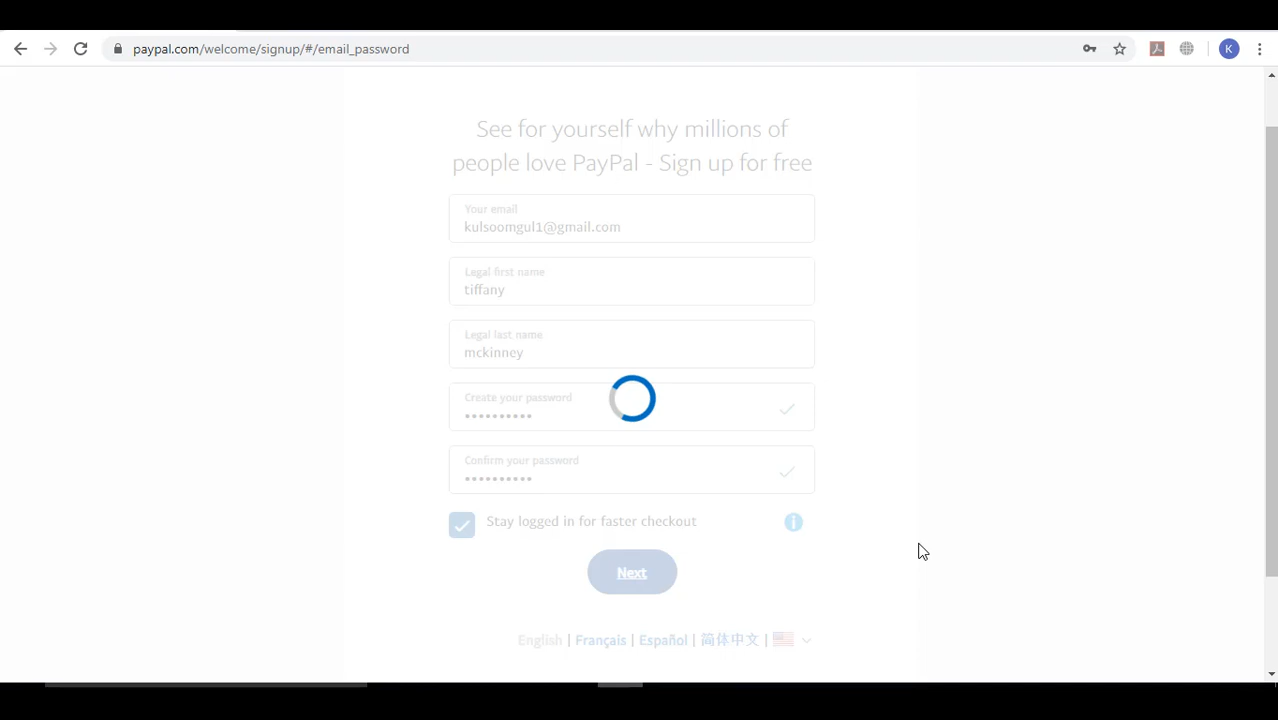 paypal.com/welcome/signup/#/email_password
K
See for yourself why millions of
people love PayPal - Sign up for free
Your email
kulsoomgul1@gmail.com
Legal first name
tiffany
Legal last name
mckinney
Create your password
••••••••••
Confirm your password
••••••••••
Stay logged in for faster checkout
Next
English | Français | Español | 简体中文 |